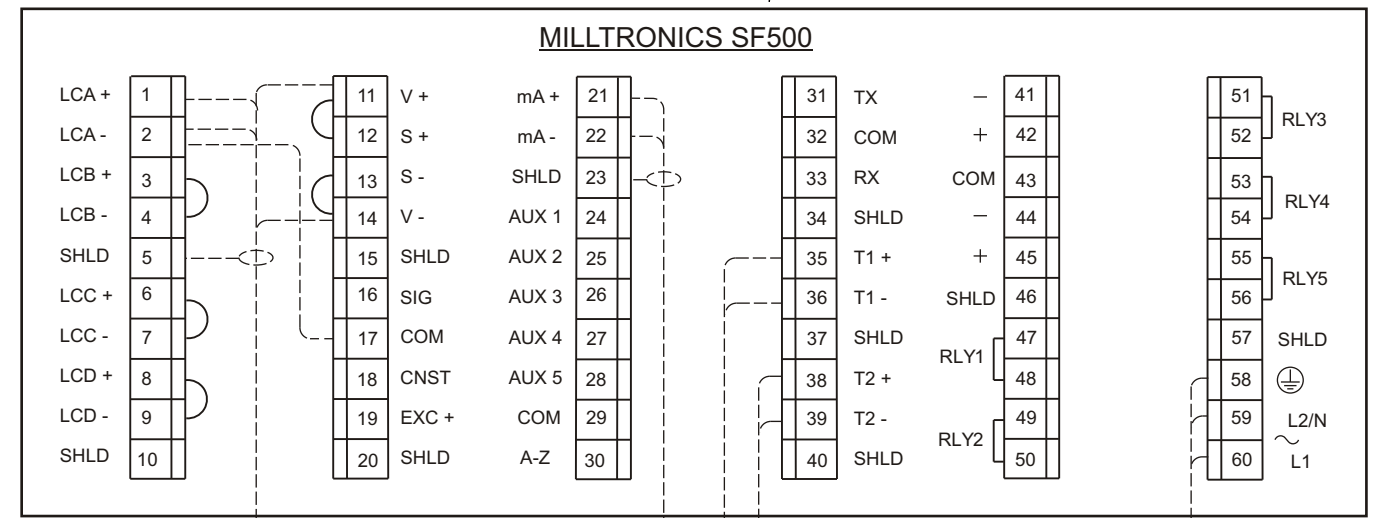 MILLTRONICS SF500
LCA + 1 11 V + mA + 21 31 TX – 41 51
LCA - 2 12 S + mA - 22 32 COM + 42 52 RLY3
LCB + 3 13 S - SHLD 23 33 RX COM 43 53
LCB - 4 14 V - AUX 1 24 34 SHLD – 44 54 RLY4
SHLD 5 15 SHLD AUX 2 25 35 T1 + + 45 55
LCC + 6 16 SIG AUX 3 26 36 T1 - SHLD 46 56 RLY5
LCC - 7 17 COM AUX 4 27 37 SHLD RLY1 47 57 SHLD
LCD + 8 18 CNST AUX 5 28 38 T2 + 48 58
LCD - 9 19 EXC + COM 29 39 T2 - RLY2 49 59 L2/N
SHLD 10 20 SHLD A-Z 30 40 SHLD 50 60 L1